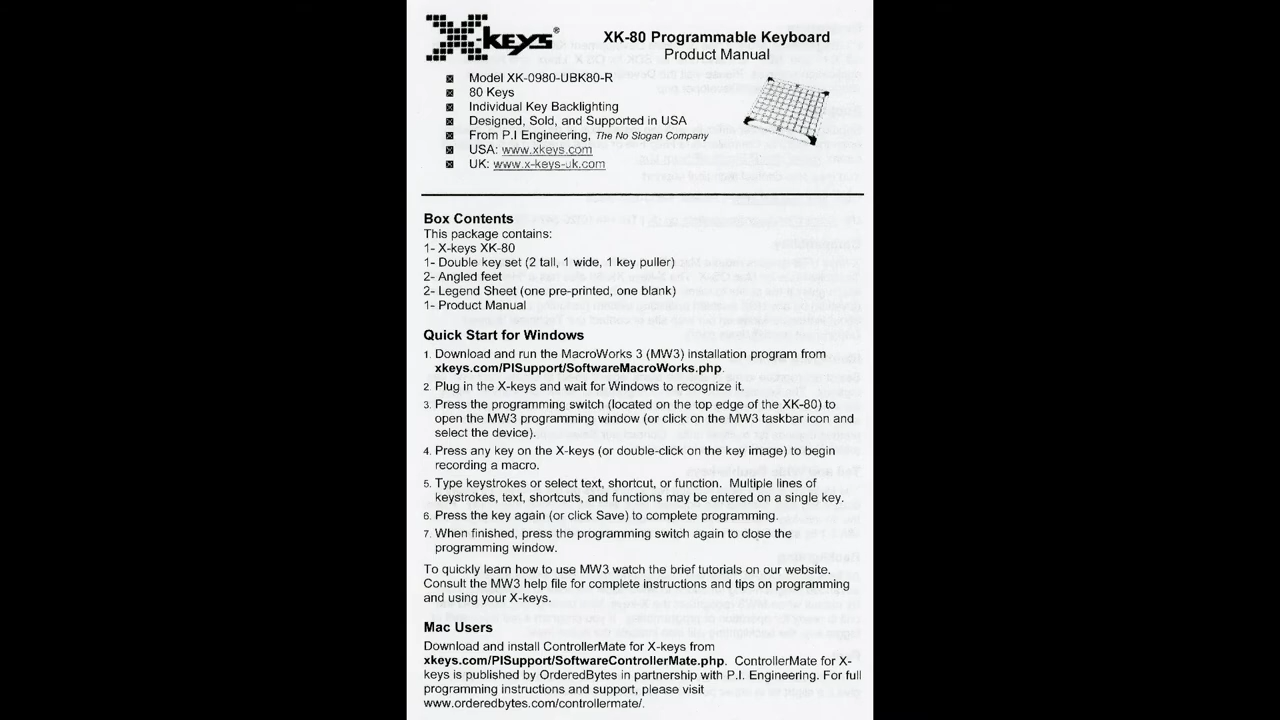 X-keys®
XK-80 Programmable Keyboard
Product Manual
Model XK-0980-UBK80-R
80 Keys
Individual Key Backlighting
Designed, Sold, and Supported in USA
From P.I Engineering, The No Slogan Company
USA: www.xkeys.com
UK: www.x-keys-uk.com
Box Contents
This package contains:
1- X-keys XK-80
1- Double key set (2 tall, 1 wide, 1 key puller)
2- Angled feet
2- Legend Sheet (one pre-printed, one blank)
1- Product Manual
Quick Start for Windows
1. Download and run the MacroWorks 3 (MW3) installation program from
xkeys.com/PISupport/SoftwareMacroWorks.php.
2. Plug in the X-keys and wait for Windows to recognize it.
3. Press the programming switch (located on the top edge of the XK-80) to
open the MW3 programming window (or click on the MW3 taskbar icon and
select the device).
4. Press any key on the X-keys (or double-click on the key image) to begin
recording a macro.
5. Type keystrokes or select text, shortcut, or function. Multiple lines of
keystrokes, text, shortcuts, and functions may be entered on a single key.
6. Press the key again (or click Save) to complete programming.
7. When finished, press the programming switch again to close the
programming window.
To quickly learn how to use MW3 watch the brief tutorials on our website.
Consult the MW3 help file for complete instructions and tips on programming
and using your X-keys.
Mac Users
Download and install ControllerMate for X-keys from
xkeys.com/PISupport/SoftwareControllerMate.php. ControllerMate for X-
keys is published by OrderedBytes in partnership with P.I. Engineering. For full
programming instructions and support, please visit
www.orderedbytes.com/controllermate/.